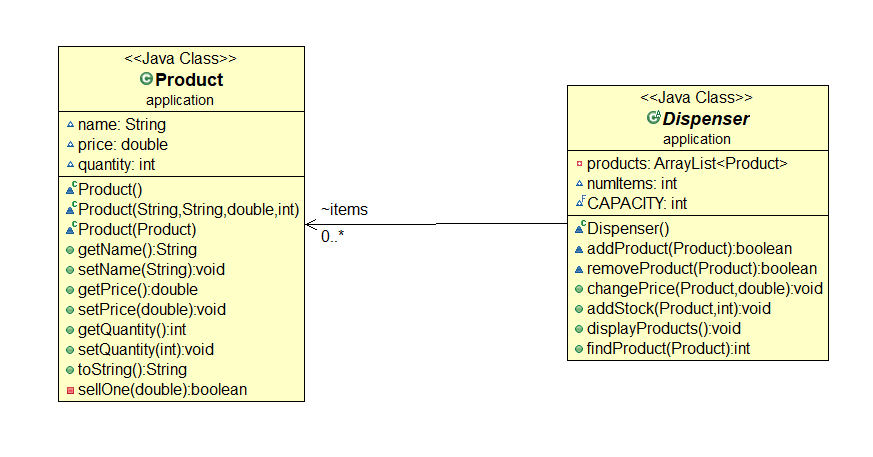 <<Java Class>>
Product
application
name: String
price: double
quantity: int
Product()
Product(String,String,double,int)
Product(Product)
getName():String
setName(String):void
getPrice():double
setPrice(double):void
getQuantity():int
setQuantity(int):void
toString():String
sellOne(double):boolean
~items
0..*
<<Java Class>>
Dispenser
application
products: ArrayList<Product>
numItems: int
CAPACITY: int
Dispenser()
addProduct(Product):boolean
removeProduct(Product):boolean
changePrice(Product,double):void
addStock(Product,int):void
displayProducts():void
findProduct(Product):int